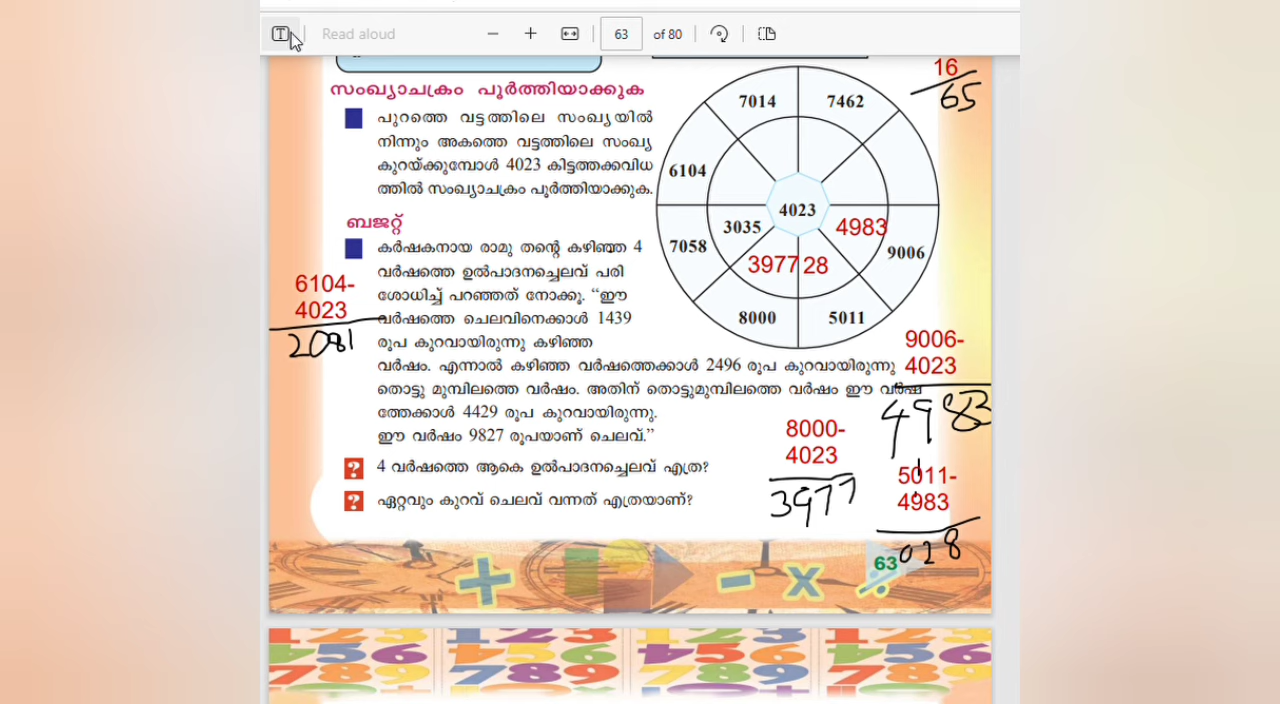 Read aloud
63
of 80
16
65
സംഖ്യാചക്രം പൂർത്തിയാക്കുക
പുറത്തെ വട്ടത്തിലെ സംഖ്യയിൽ
നിന്നും അകത്തെ വട്ടത്തിലെ സംഖ്യ
കുറയ്ക്കുമ്പോൾ 4023 കിട്ടത്തക്കവിധ
ത്തിൽ സംഖ്യാചക്രം പൂർത്തിയാക്കുക.
7014
7462
6104
4023
3035
4983
7058
9006
3977
28
8000
5011
ബജറ്റ്
കർഷകനായ രാമു തന്റെ കഴിഞ്ഞ 4
വർഷത്തെ ഉൽപാദനച്ചെലവ് പരി
ശോധിച്ച് പറഞ്ഞത് നോക്കൂ. “ഈ
വർഷത്തെ ചെലവിനെക്കാൾ 1439
രൂപ കുറവായിരുന്നു കഴിഞ്ഞ
വർഷം. എന്നാൽ കഴിഞ്ഞ വർഷത്തെക്കാൾ 2496 രൂപ കുറവായിരുന്നു
തൊട്ടു മുമ്പിലത്തെ വർഷം. അതിന് തൊട്ടുമുമ്പിലത്തെ വർഷം ഈ വർഷ
ത്തേക്കാൾ 4429 രൂപ കുറവായിരുന്നു.
ഈ വർഷം 9827 രൂപയാണ് ചെലവ്.”
? 4 വർഷത്തെ ആകെ ഉൽപാദനച്ചെലവ് എത്ര?
? ഏറ്റവും കുറവ് ചെലവ് വന്നത് എത്രയാണ്?
6104-
4023
2081
9006-
4023
4983
8000-
4023
3977
5011-
4983
028
+ - x ÷
63